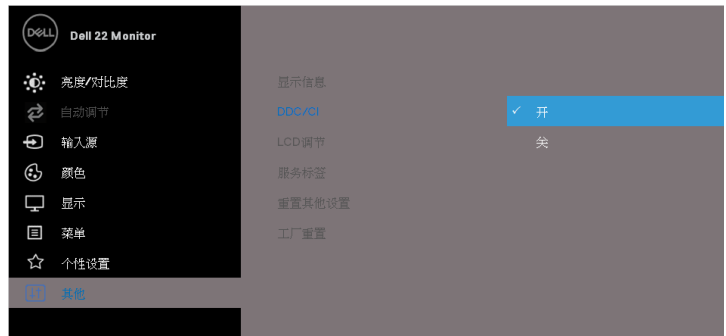 DELL
Dell 22 Monitor
亮度/对比度
自动调节
输入源
颜色
显示
菜单
个性设置
其他
显示信息
DDC/CI
LCD调节
服务标签
重置其他设置
工厂重置
开
关